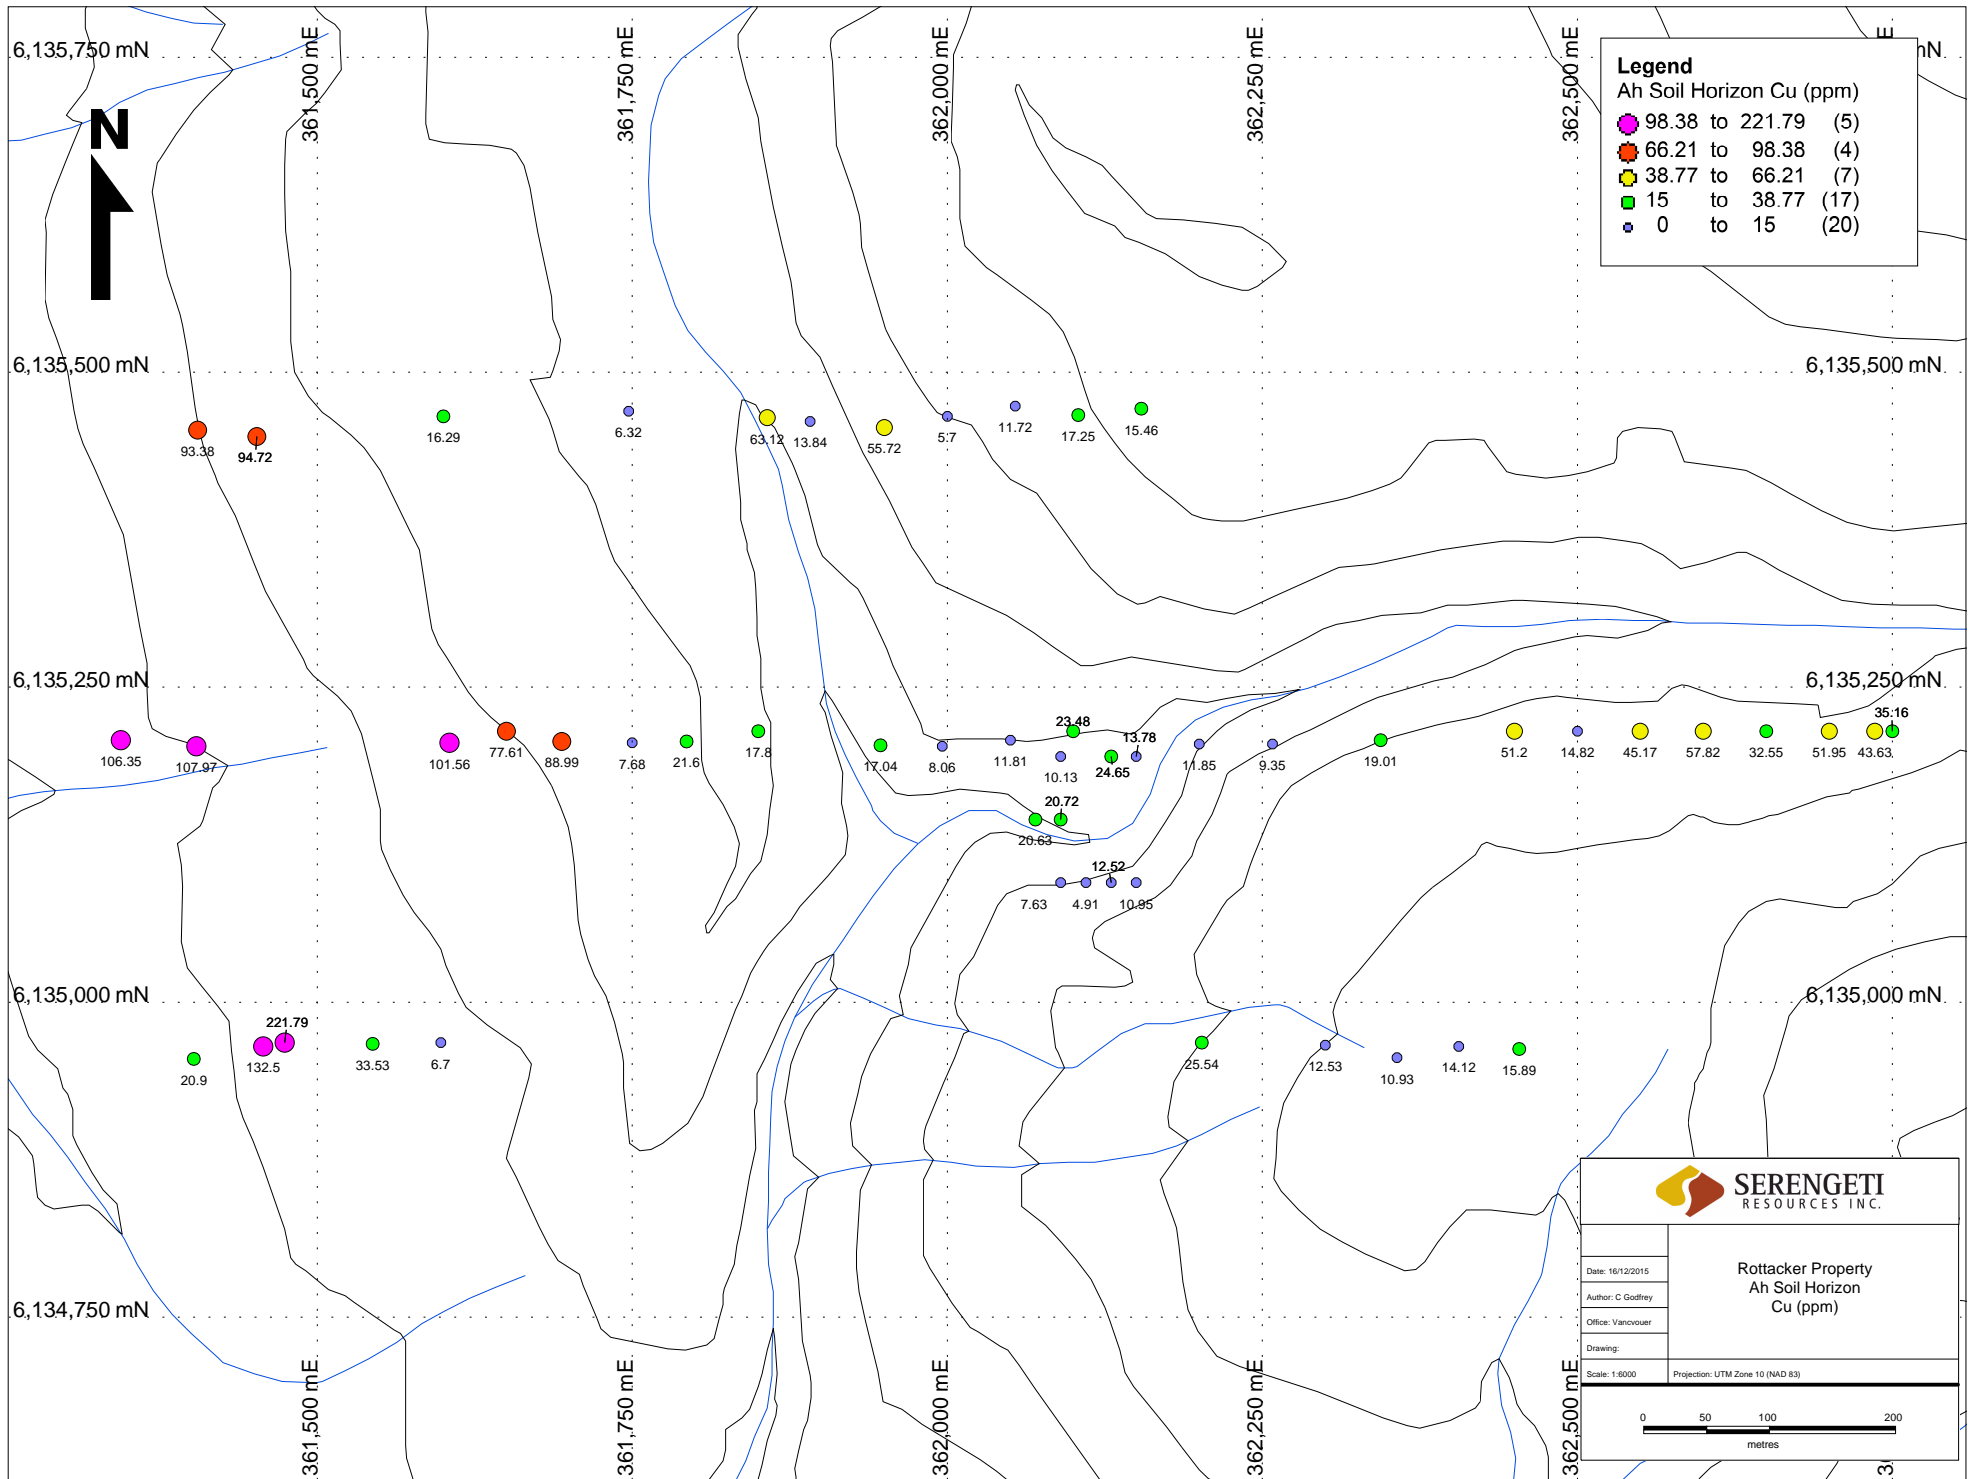 361,500 mE
361,750 mE
362,000 mE
362,250 mE
362,500 mE
E
6,135,750 mN
mN
N
Legend
Ah Soil Horizon Cu (ppm)
98.38 to 221.79 (5)
66.21 to 98.38 (4)
38.77 to 66.21 (7)
15 to 38.77 (17)
0 to 15 (20)
6,135,500 mN
6,135,500 mN
93.38
94.72
16.29
6.32
63.12
13.84
55.72
5.7
11.72
17.25
15.46
6,135,250 mN
6,135,250 mN
106.35
107.97
101.56
77.61
88.99
7.68
21.6
17.8
17.04
8.06
11.81
23.48
10.13
24.65
13.78
11.85
9.35
19.01
51.2
14.82
45.17
57.82
32.55
51.95
43.63
35.16
20.63
20.72
7.63
4.91
12.52
10.95
6,135,000 mN
6,135,000 mN
20.9
132.5
221.79
33.53
6.7
25.54
12.53
10.93
14.12
15.89
6,134,750 mN
361,500 mE
361,750 mE
362,000 mE
362,250 mE
362,500 mE
SERENGETI
RESOURCES INC.
Rottacker Property
Ah Soil Horizon
Cu (ppm)
Date: 16/12/2015
Author: C Godfrey
Office: Vancvouer
Drawing:
Scale: 1:6000
Projection: UTM Zone 10 (NAD 83)
0 50 100 200
metres